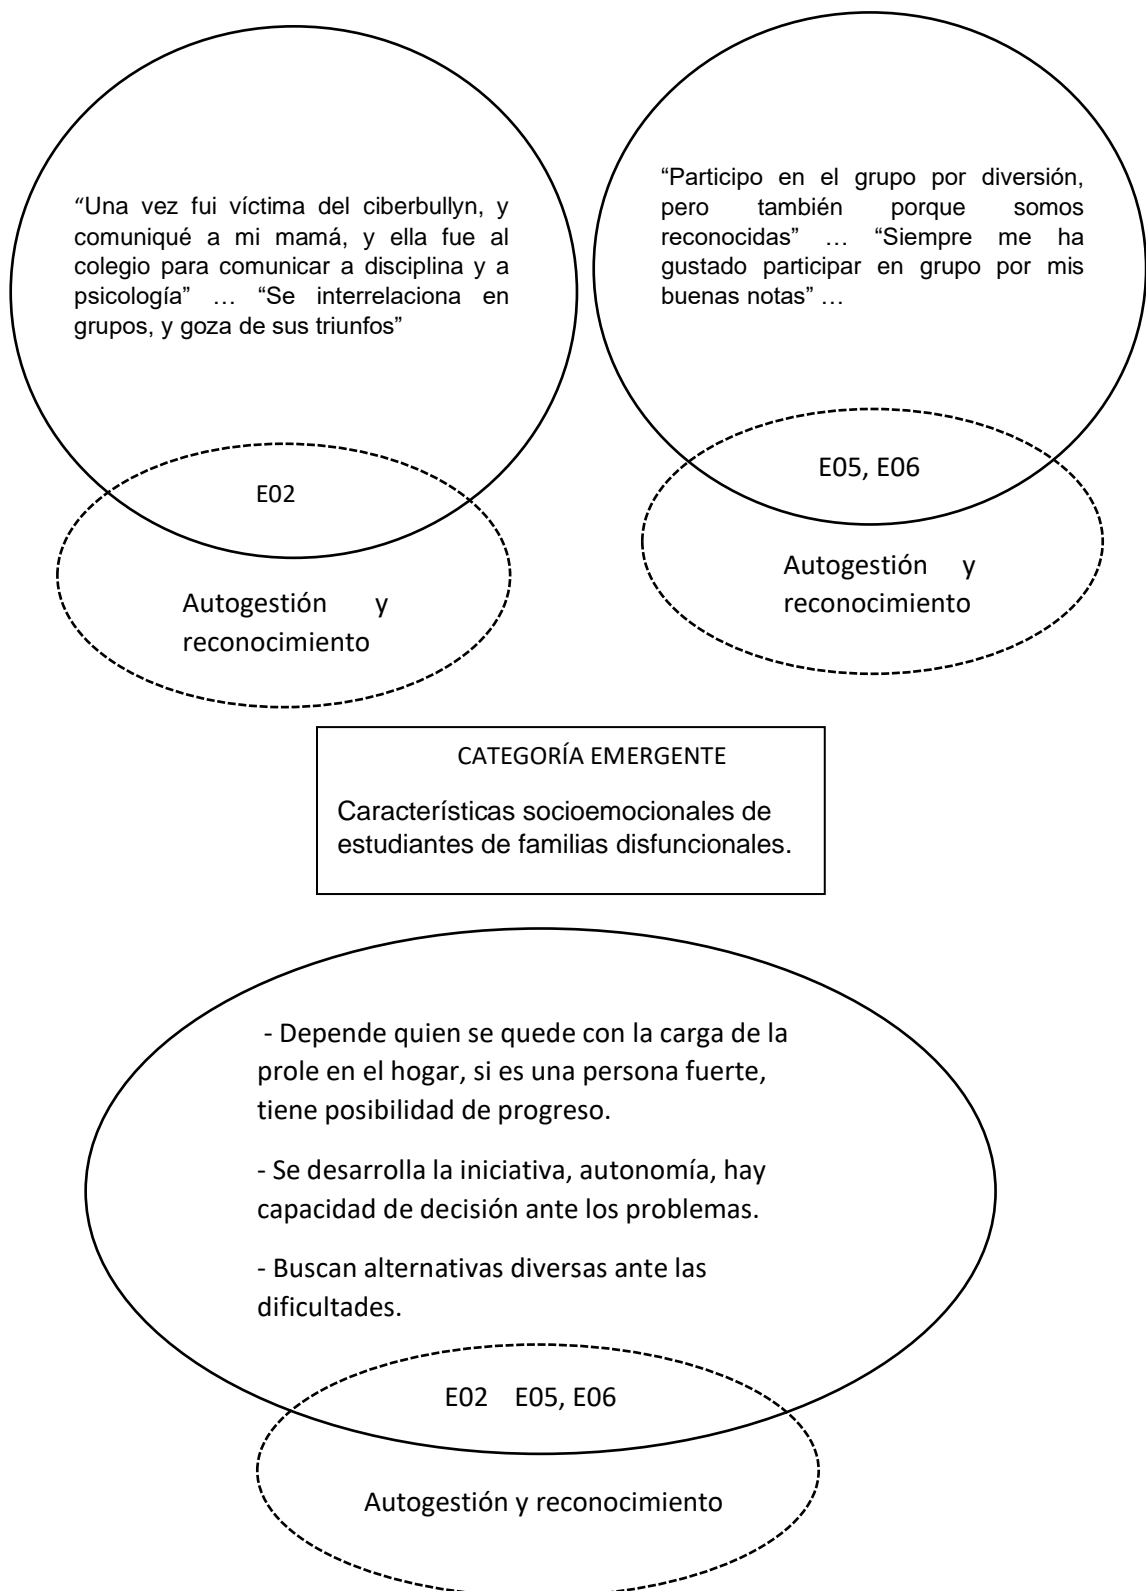 “Una vez fui víctima del ciberbullyn, y
comuniqué a mi mamá, y ella fue al
colegio para comunicar a disciplina y a
psicología” … “Se interrelaciona en
grupos, y goza de sus triunfos”
“Participo en el grupo por diversión,
pero también porque somos
reconocidas” … “Siempre me ha
gustado participar en grupo por mis
buenas notas” …
E02
E05, E06
Autogestión y
reconocimiento
Autogestión y
reconocimiento
CATEGORÍA EMERGENTE
Características socioemocionales de
estudiantes de familias disfuncionales.
- Depende quien se quede con la carga de la
prole en el hogar, si es una persona fuerte,
tiene posibilidad de progreso.
- Se desarrolla la iniciativa, autonomía, hay
capacidad de decisión ante los problemas.
- Buscan alternativas diversas ante las
dificultades.
E02 E05, E06
Autogestión y reconocimiento